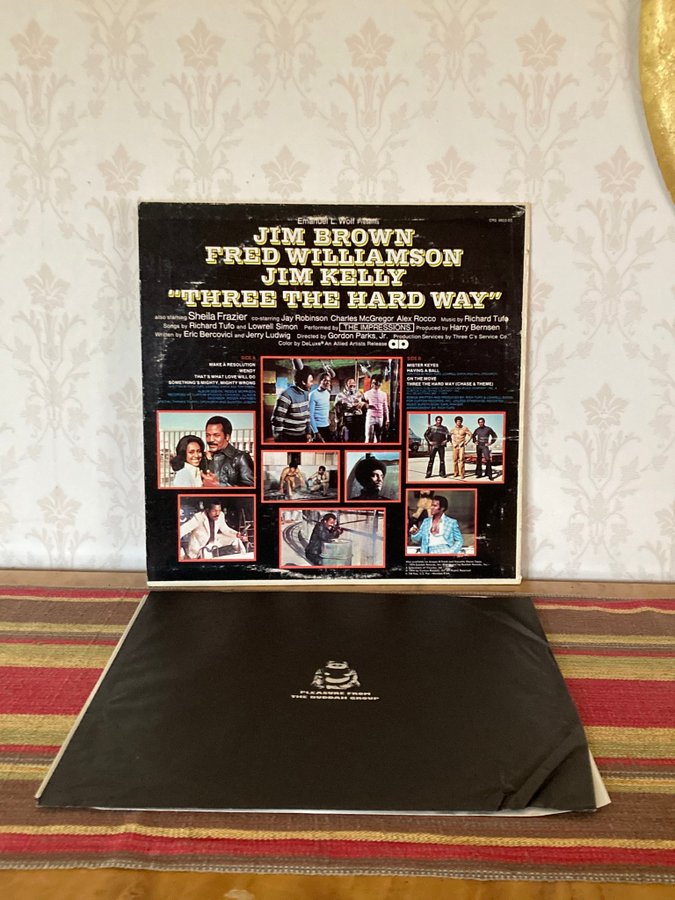 Emanuel L. Wolf Presents
JIM BROWN
FRED WILLIAMSON
JIM KELLY
"THREE THE HARD WAY"
also starring Sheila Frazier co-starring Jay Robinson Charles McGregor Alex Rocco Music by Richard Tufo
Songs by Richard Tufo and Lowrell Simon Performed by THE IMPRESSIONS Produced by Harry Bernsen
Written by Eric Bercovici and Jerry Ludwig Directed by Gordon Parks, Jr. Production Services by Three C's Service Co.
Color by DeLuxe® An Allied Artists Release
SIDE A
MAKE A RESOLUTION
WENDY
THAT'S WHAT LOVE WILL DO
SOMETHING'S MIGHTY, MIGHTY WRONG
SIDE B
MISTER KEYES
HAVING A BALL
ON THE MOVE
THREE THE HARD WAY (CHASE & THEME)
PLEASURE FROM
THE BUDDAH GROUP